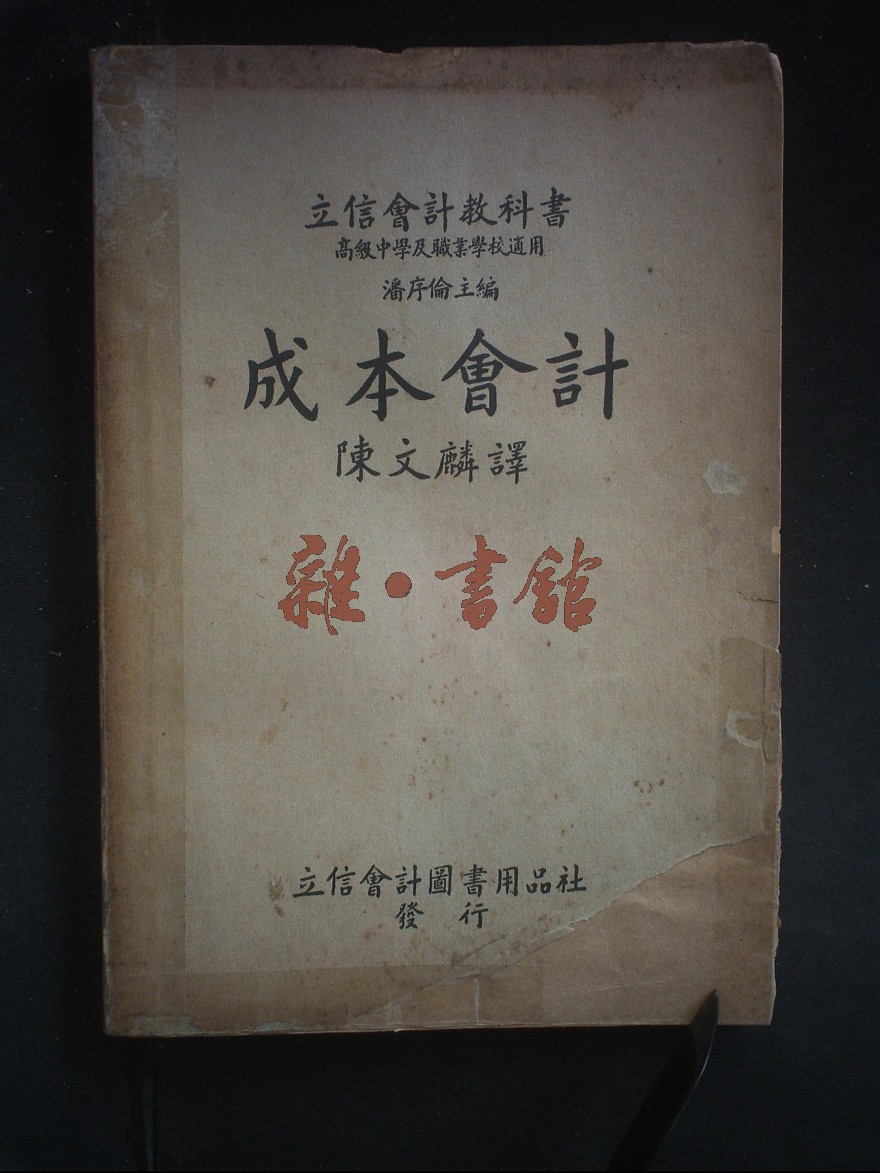 立信會計教科書
高級中學及職業學校適用
潘序倫主編
成本會計
陳文麟譯
雜·書館
立信會計圖書用品社
發行